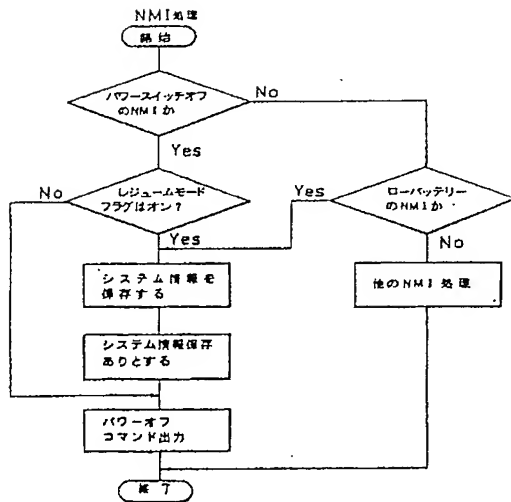 NMI処理
開始
パワースイッチオフ
のNMIか
No
Yes
No
レジュームモード
フラグはオン?
Yes
ローバッテリー
のNMIか
Yes
No
システム情報を
保存する
他のNMI処理
システム情報保存
ありとする
パワーオフ
コマンド出力
終了